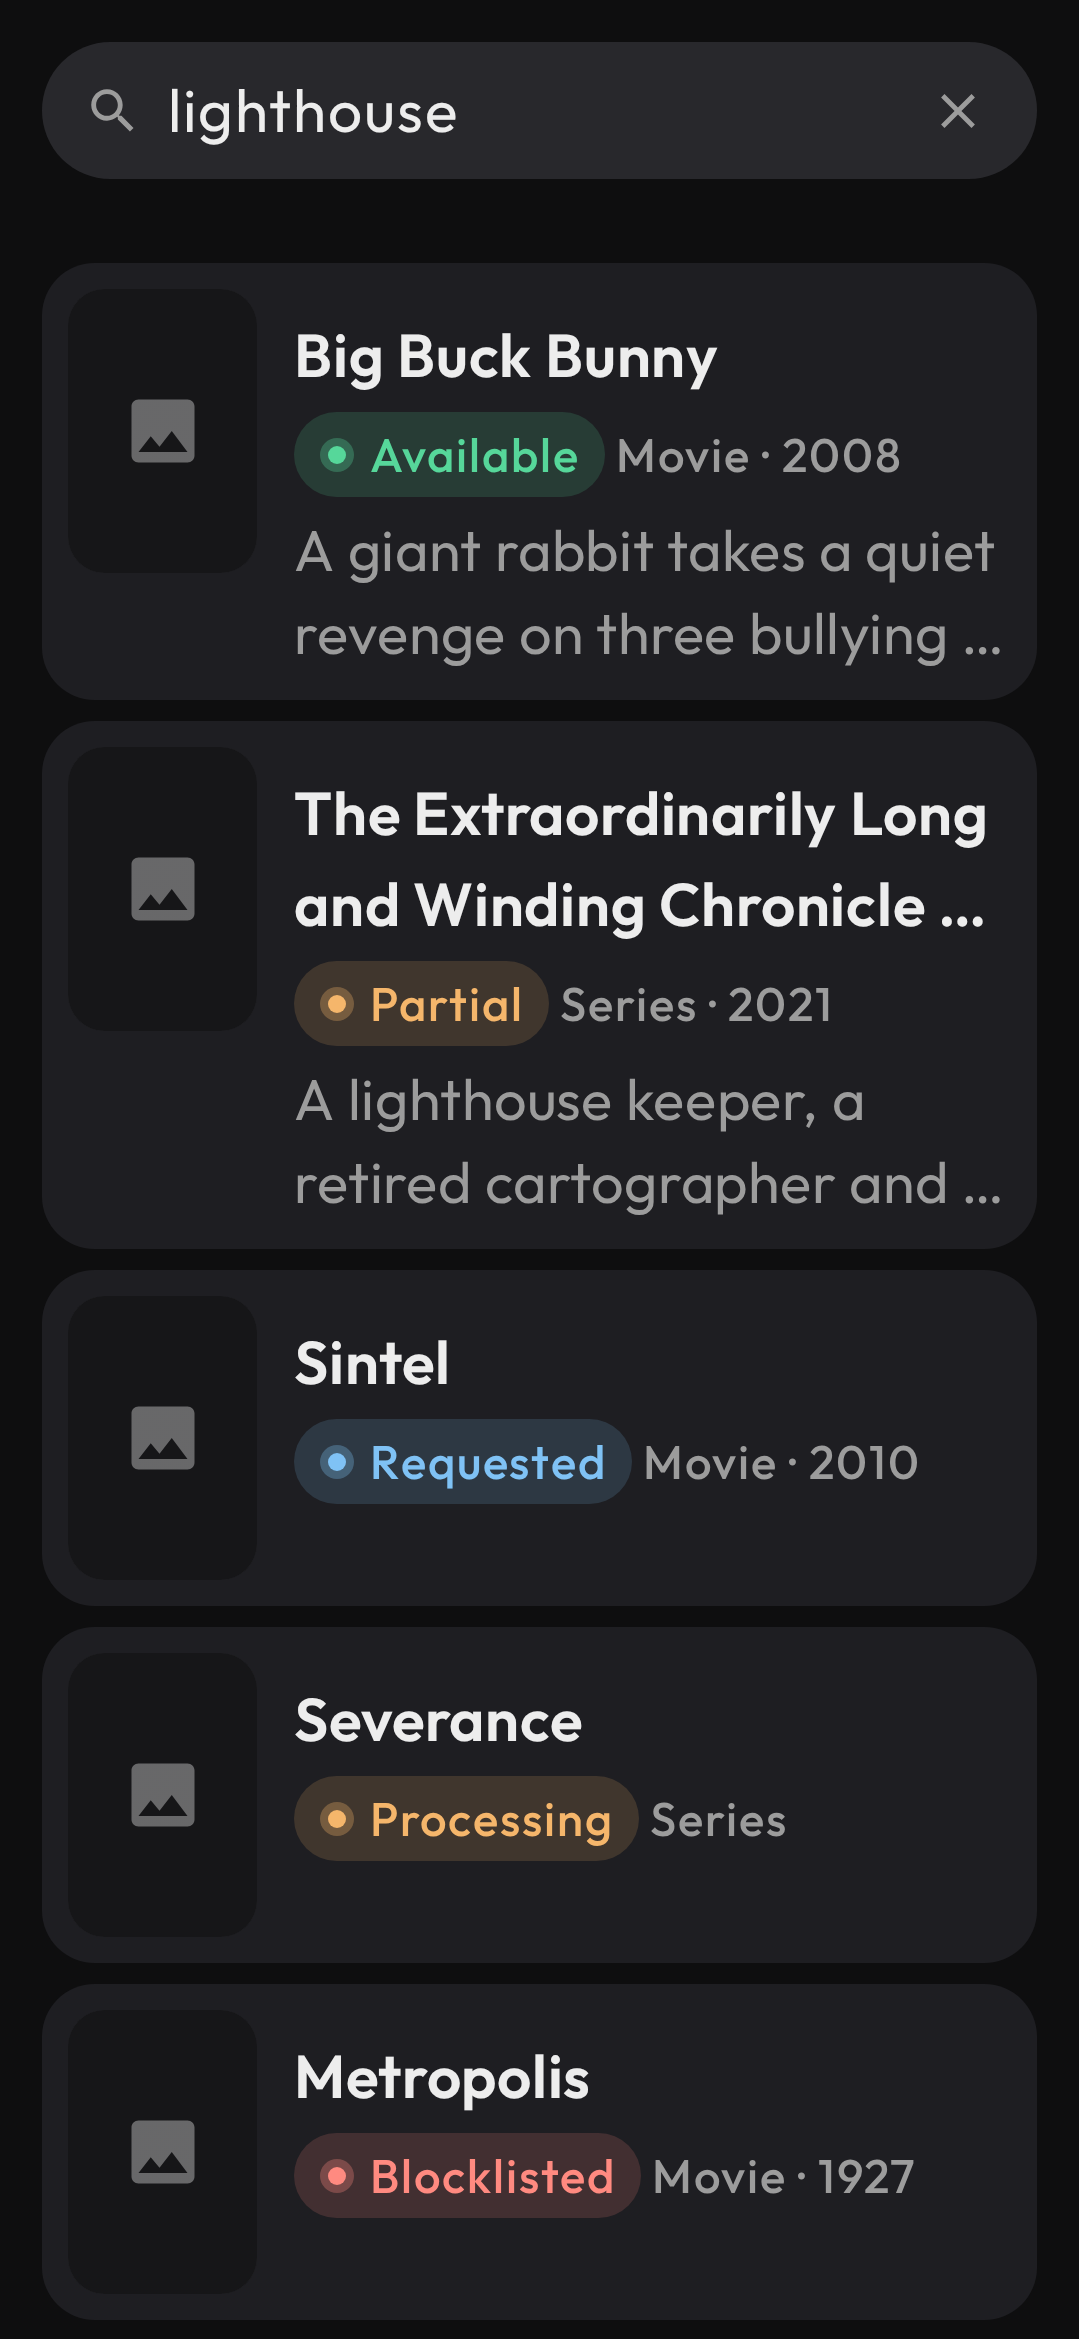 lighthouse
Big Buck Bunny
Available Movie · 2008
A giant rabbit takes a quiet
revenge on three bullying ...
The Extraordinarily Long
and Winding Chronicle ...
Partial Series · 2021
A lighthouse keeper, a
retired cartographer and ...
Sintel
Requested Movie · 2010
Severance
Processing Series
Metropolis
Blocklisted Movie · 1927